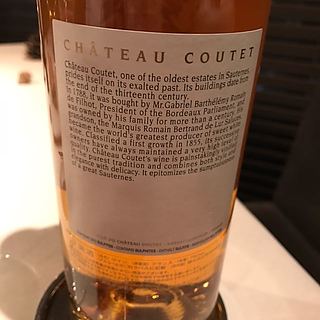 CHÂTEAU COUTET
Château Coutet, one of the oldest estates in Sauternes,
prides itself on its exalted past. Its buildings date from
the end of the thirteenth century.
In 1788, it was bought by Mr.Gabriel Barthélémy Romain
de Filhot, President of the Bordeaux Parliament, and
was owned by his family for more than a century. His
grandson, the Marquis Romain Bertrand de Lur Saluces,
became the world's greatest producer of sweet white
wine. Classified a first growth in 1855, its various
owners have always maintained a very high level of
quality. Château Coutet's wine is painstakingly made
in the purest tradition and combines both style and
elegance with delicacy. It epitomizes the sumptuousness
of a great Sauternes.